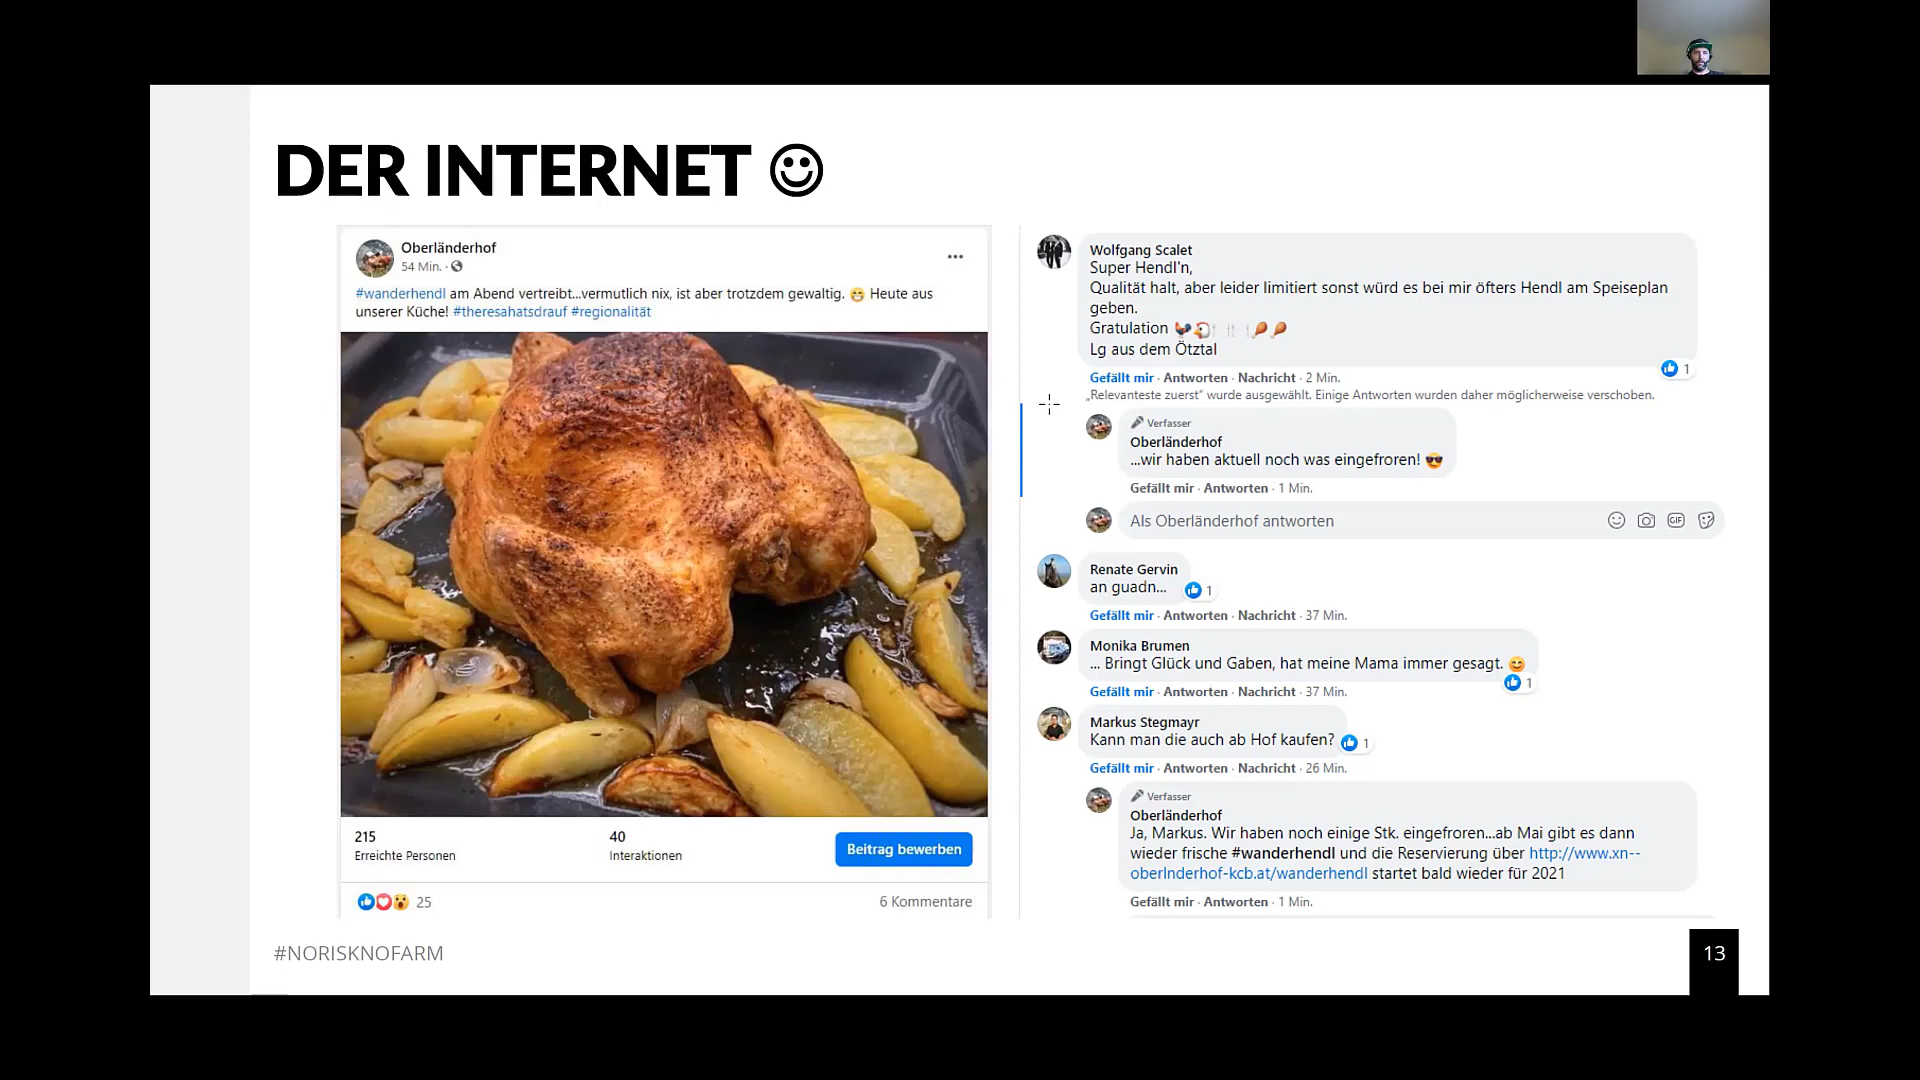 DER INTERNET ☺
Oberländerhof
54 Min. ·
#wanderhendl am Abend vertreibt...vermutlich nix, ist aber trotzdem gewaltig. 😁 Heute aus
unserer Küche! #theresahatsdrauf #regionalität
215
Erreichte Personen
40
Interaktionen
Beitrag bewerben
25
6 Kommentare
Wolfgang Scalet
Super Hendl'n,
Qualität halt, aber leider limitiert sonst würd es bei mir öfters Hendl am Speiseplan
geben.
Gratulation 🐓🐔🍴🍴🍗🍗
Lg aus dem Ötztal
1
Gefällt mir · Antworten · Nachricht · 2 Min.
„Relevanteste zuerst“ wurde ausgewählt. Einige Antworten wurden daher möglicherweise verschoben.
Verfasser
Oberländerhof
...wir haben aktuell noch was eingefroren! 😎
Gefällt mir · Antworten · 1 Min.
Als Oberländerhof antworten
GIF
Renate Gervin
an guadn...
1
Gefällt mir · Antworten · Nachricht · 37 Min.
Monika Brumen
... Bringt Glück und Gaben, hat meine Mama immer gesagt. 😊
1
Gefällt mir · Antworten · Nachricht · 37 Min.
Markus Stegmayr
Kann man die auch ab Hof kaufen?
1
Gefällt mir · Antworten · Nachricht · 26 Min.
Verfasser
Oberländerhof
Ja, Markus. Wir haben noch einige Stk. eingefroren...ab Mai gibt es dann
wieder frische #wanderhendl und die Reservierung über http://www.xn--
oberlnderhof-kcb.at/wanderhendl startet bald wieder für 2021
Gefällt mir · Antworten · 1 Min.
#NORISKNOFARM
13